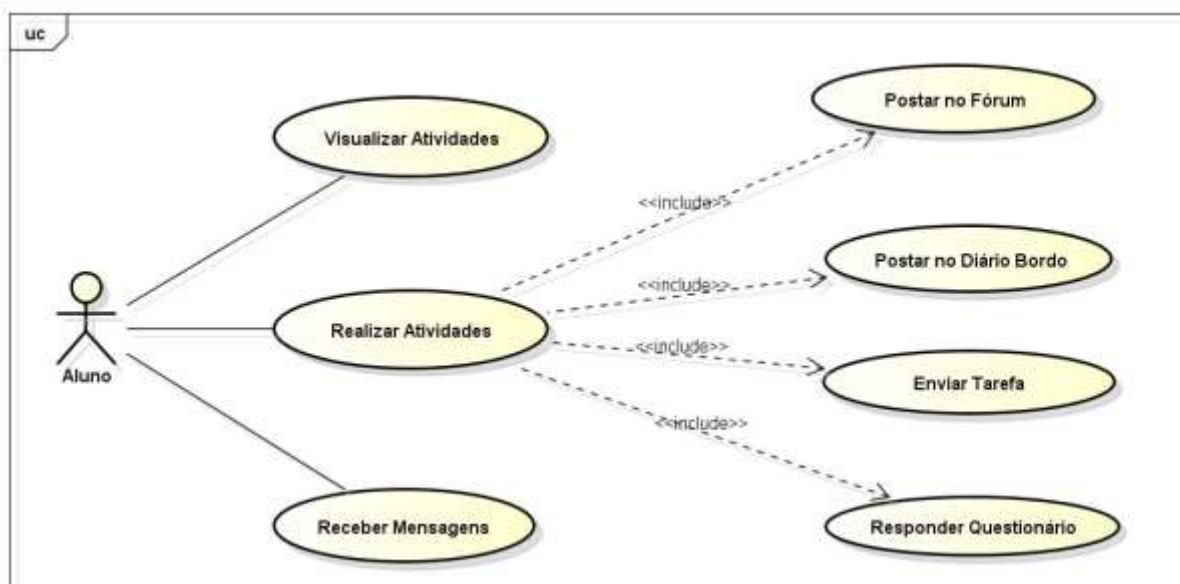 uc
Postar no Fórum
Visualizar Atividades
<<include>>
Postar no Diário Bordo
<<include>>
Realizar Atividades
<<include>>
Aluno
Enviar Tarefa
<<include>>
Receber Mensagens
Responder Questionário